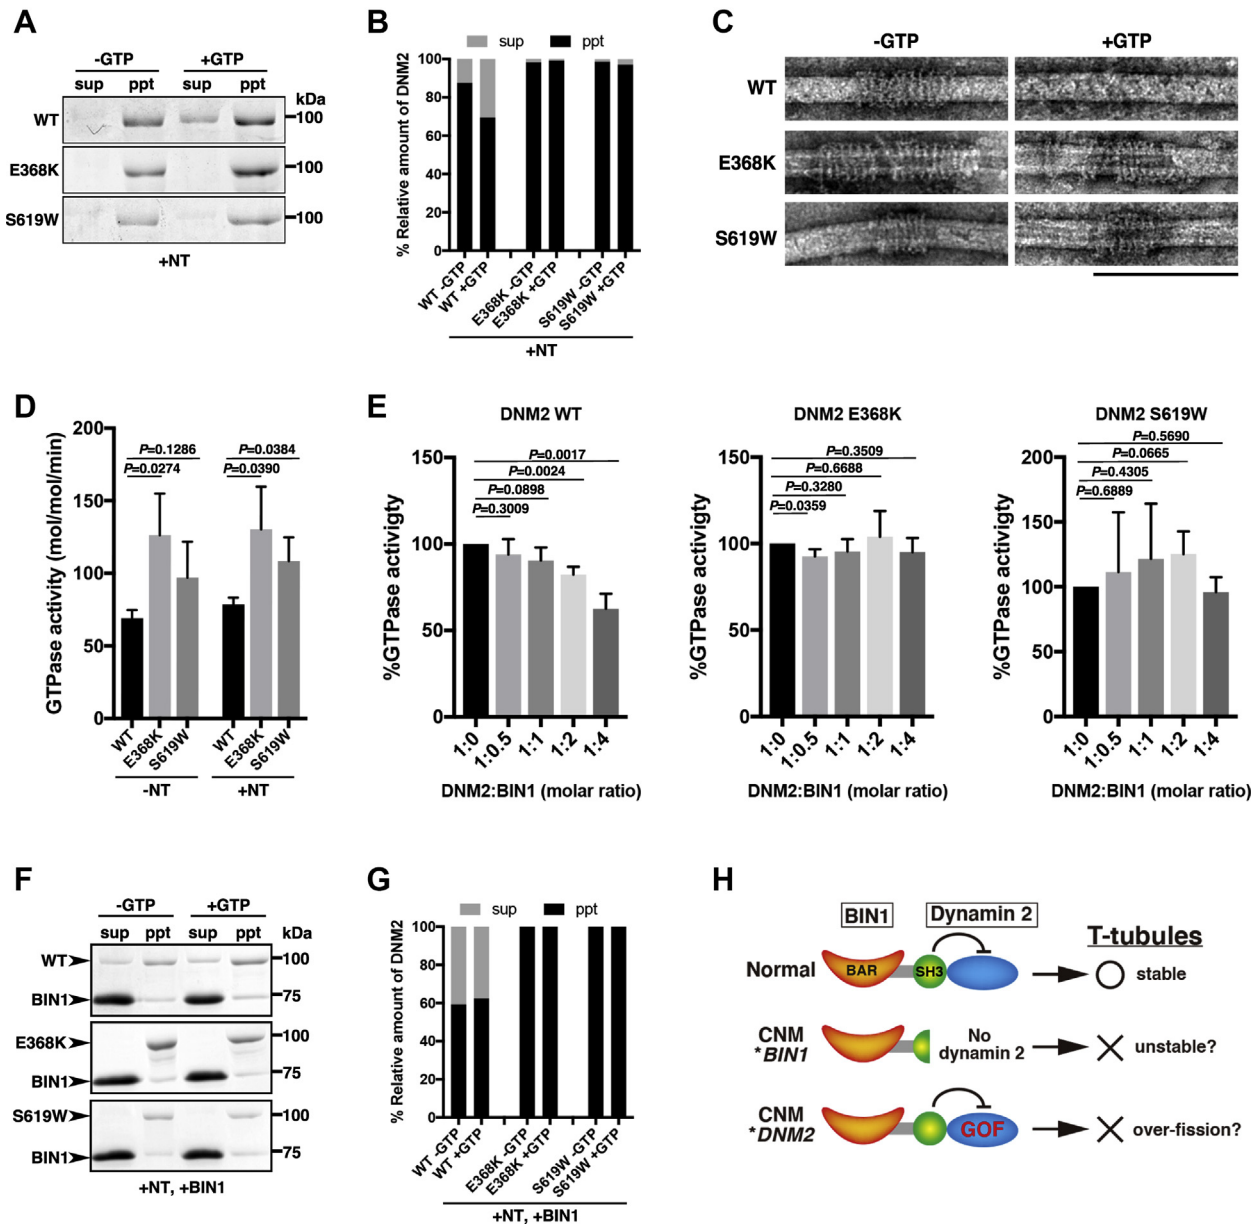 A
-GTP +GTP
sup ppt sup ppt
kDa
WT 100
E368K 100
S619W 100
+NT
B
sup ppt
% Relative amount of DNM2
100
80
60
40
20
0
WT -GTP
WT +GTP
E368K -GTP
E368K +GTP
S619W -GTP
S619W +GTP
+NT
C
-GTP +GTP
WT
E368K
S619W
D
GTPase activity (mol/mol/min)
200
150
100
50
0
P=0.1286
P=0.0274
P=0.0384
P=0.0390
WT
E368K
S619W
WT
E368K
S619W
-NT +NT
E
DNM2 WT
%GTPase activigty
150
100
50
0
P=0.0017
P=0.0024
P=0.0898
P=0.3009
1:0
1:0.5
1:1
1:2
1:4
DNM2:BIN1 (molar ratio)
DNM2 E368K
%GTPase activigty
150
100
50
0
P=0.3509
P=0.6688
P=0.3280
P=0.0359
1:0
1:0.5
1:1
1:2
1:4
DNM2:BIN1 (molar ratio)
DNM2 S619W
%GTPase activigty
200
150
100
50
0
P=0.5690
P=0.0665
P=0.4305
P=0.6889
1:0
1:0.5
1:1
1:2
1:4
DNM2:BIN1 (molar ratio)
F
-GTP +GTP
sup ppt sup ppt
kDa
WT 100
BIN1 75
E368K 100
BIN1 75
S619W 100
BIN1 75
+NT, +BIN1
G
sup ppt
% Relative amount of DNM2
100
80
60
40
20
0
WT -GTP
WT +GTP
E368K -GTP
E368K +GTP
S619W -GTP
S619W +GTP
+NT, +BIN1
H
BIN1 Dynamin 2
T-tubules
Normal BAR SH3 stable
CNM
*BIN1
No
dynamin 2
unstable?
CNM
*DNM2
GOF
over-fission?